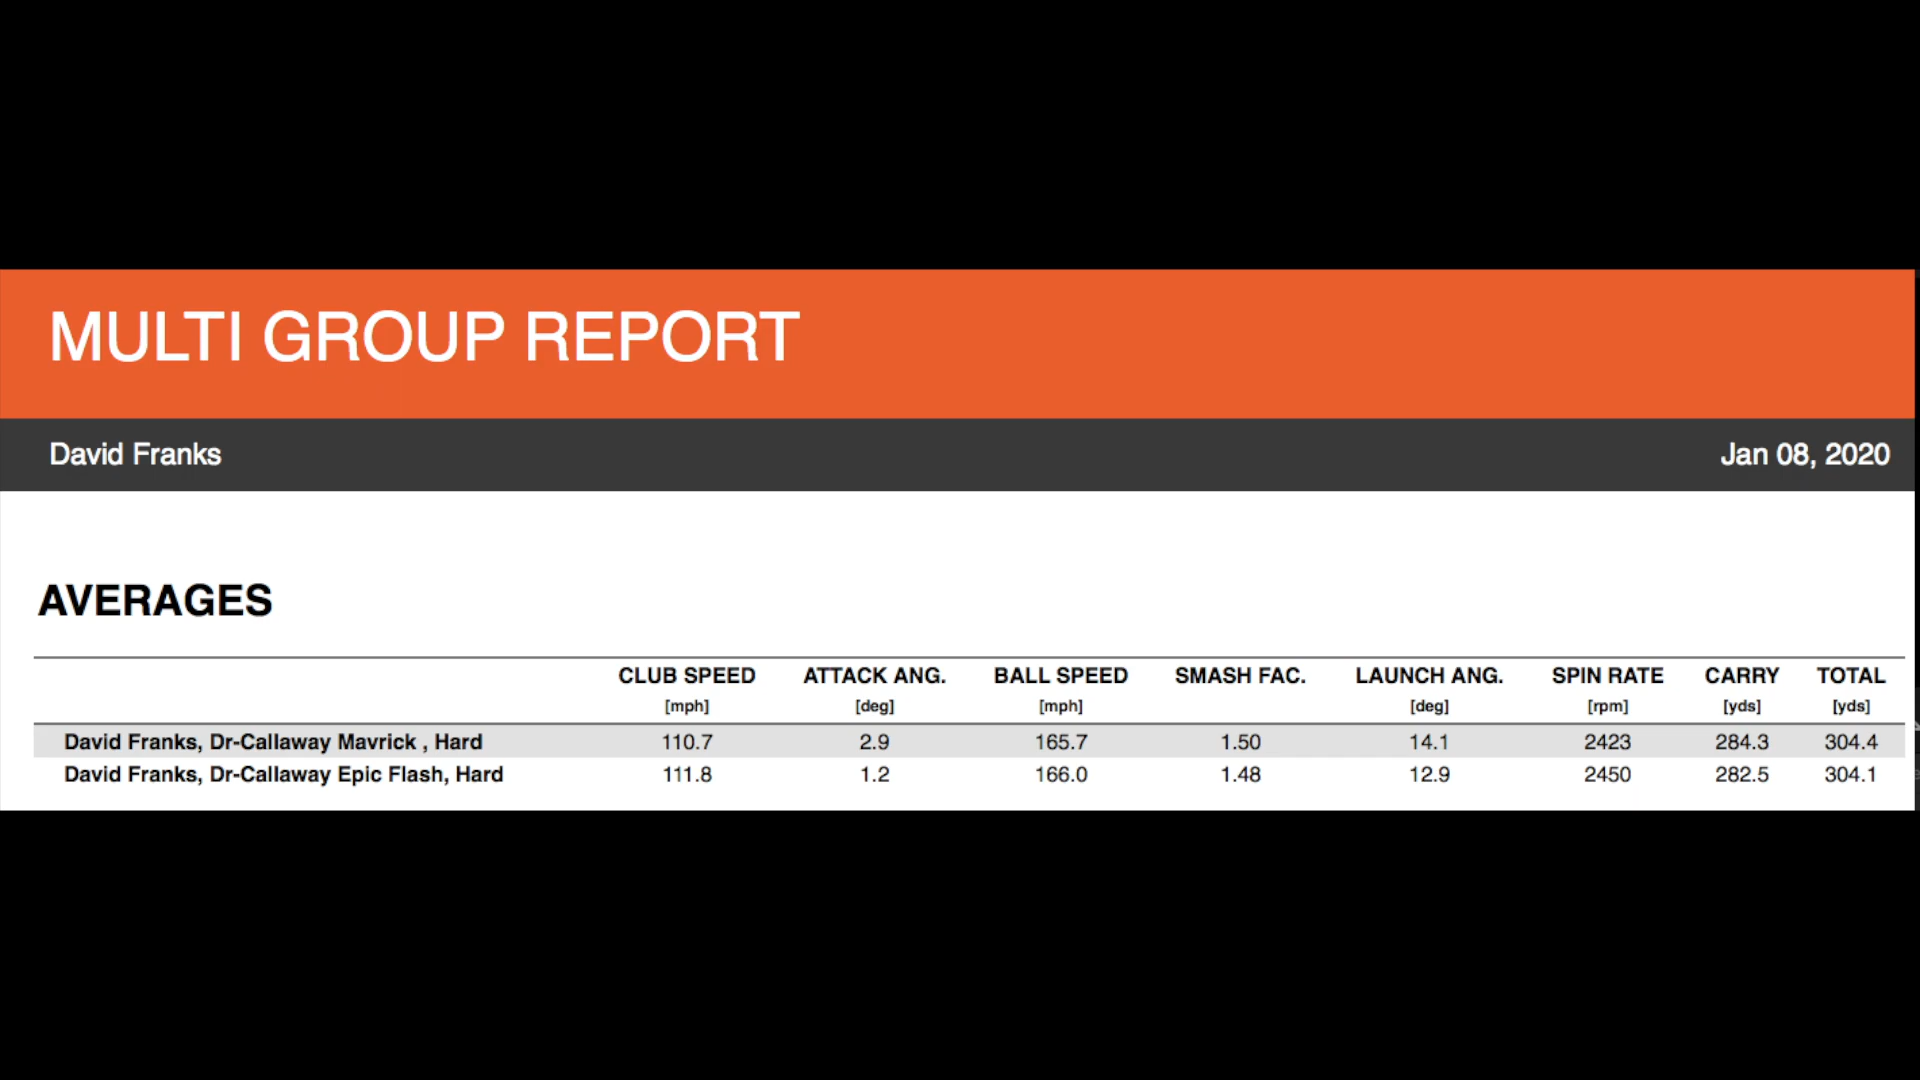 MULTI GROUP REPORT
David Franks Jan 08, 2020
AVERAGES
CLUB SPEED ATTACK ANG. BALL SPEED SMASH FAC. LAUNCH ANG. SPIN RATE CARRY TOTAL
[mph] [deg] [mph] [deg] [rpm] [yds] [yds]
David Franks, Dr-Callaway Mavrick , Hard 110.7 2.9 165.7 1.50 14.1 2423 284.3 304.4
David Franks, Dr-Callaway Epic Flash, Hard 111.8 1.2 166.0 1.48 12.9 2450 282.5 304.1